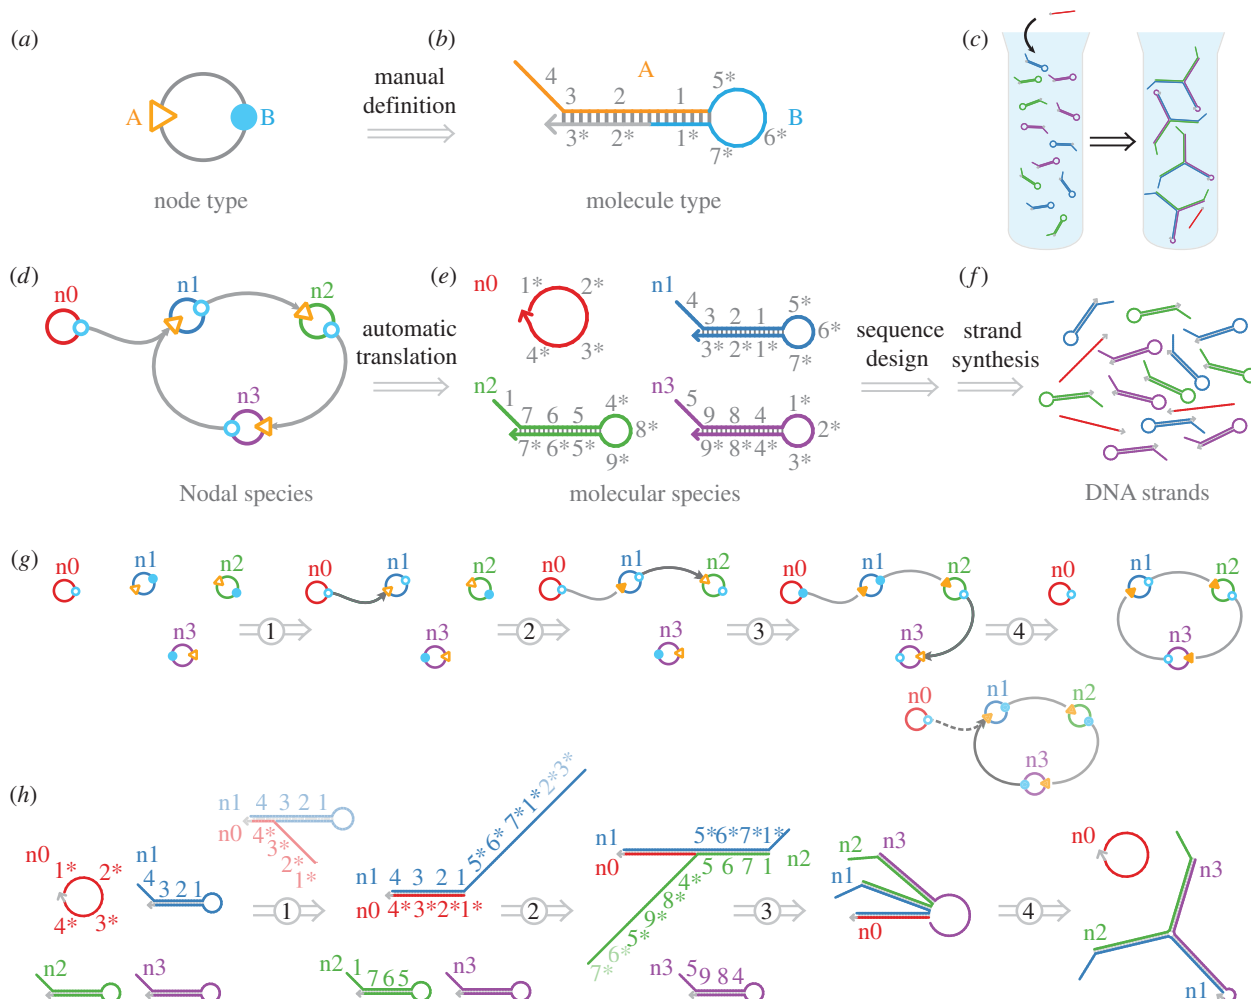 (a)
A
B
node type
manual
definition
(b)
A
4
3
2
1
5*
B
3*
2*
1*
7*
6*
molecule type
(c)
(d)
n0
n1
n2
n3
Nodal species
automatic
translation
(e)
n0
1*
2*
4*
3*
n1
4
3 2 1
5*
6*
3* 2* 1*
7*
n2
1
7 6 5
4*
8*
7* 6* 5*
9*
n3
5
9 8 4
1*
2*
9* 8* 4*
3*
molecular species
sequence
design
strand
synthesis
(f)
DNA strands
(g)
n0
n1
n2
n3
1
n0
n1
n2
n3
2
n0
n1
n2
n3
3
n0
n1
n2
n3
4
n0
n1
n2
n3
n0
n1
n2
n3
(h)
n0
1*
2*
4*
3*
n1
4
3 2 1
n2
n3
n1 4 3 2 1
n0 4*
3*
2*
1*
1
n1 4 3 2 1
5* 6* 7* 1* 2* 3*
n0 4* 3* 2* 1*
n2 1
7 6 5
n3
2
n1
5* 6* 7* 1*
n0
5 6 7 1
n2
4*
8*
9*
5*
6*
7*
n3 5
9 8 4
3
n2
n3
n1
n0
4
n0
n3
n2
n1